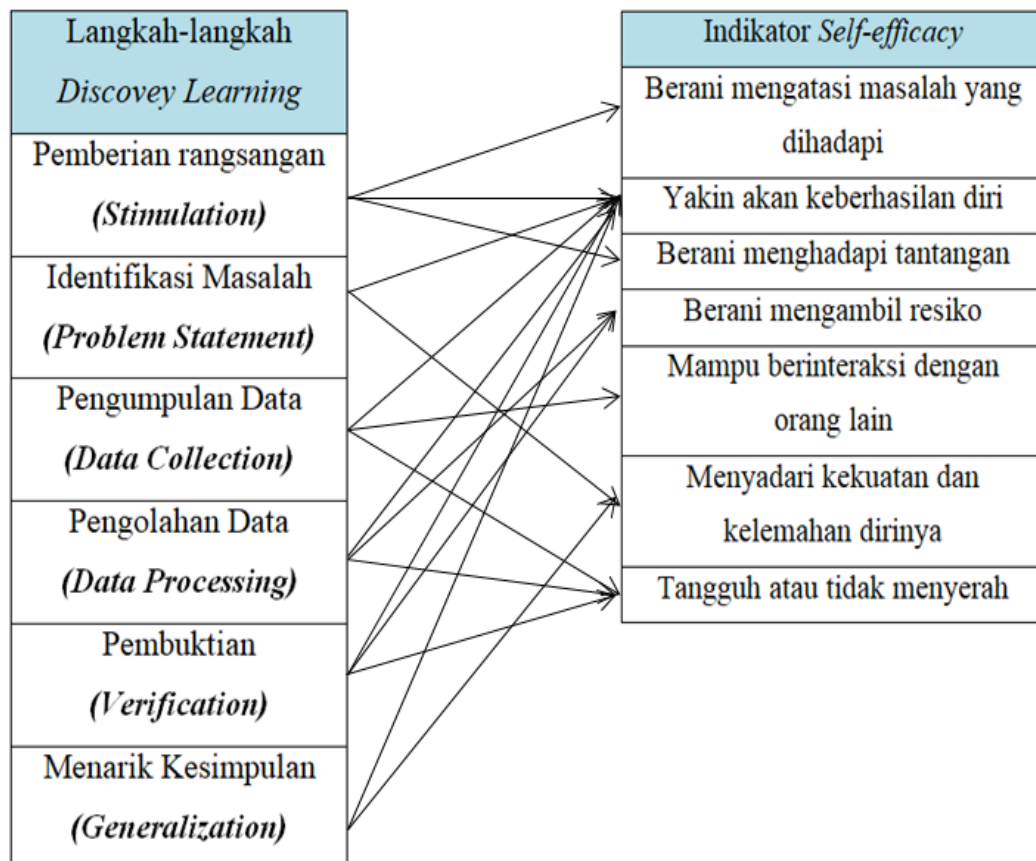 Langkah-langkah
Discovey Learning
Pemberian rangsangan
(Stimulation)
Identifikasi Masalah
(Problem Statement)
Pengumpulan Data
(Data Collection)
Pengolahan Data
(Data Processing)
Pembuktian
(Verification)
Menarik Kesimpulan
(Generalization)
Indikator Self-efficacy
Berani mengatasi masalah yang
dihadapi
Yakin akan keberhasilan diri
Berani menghadapi tantangan
Berani mengambil resiko
Mampu berinteraksi dengan
orang lain
Menyadari kekuatan dan
kelemahan dirinya
Tangguh atau tidak menyerah